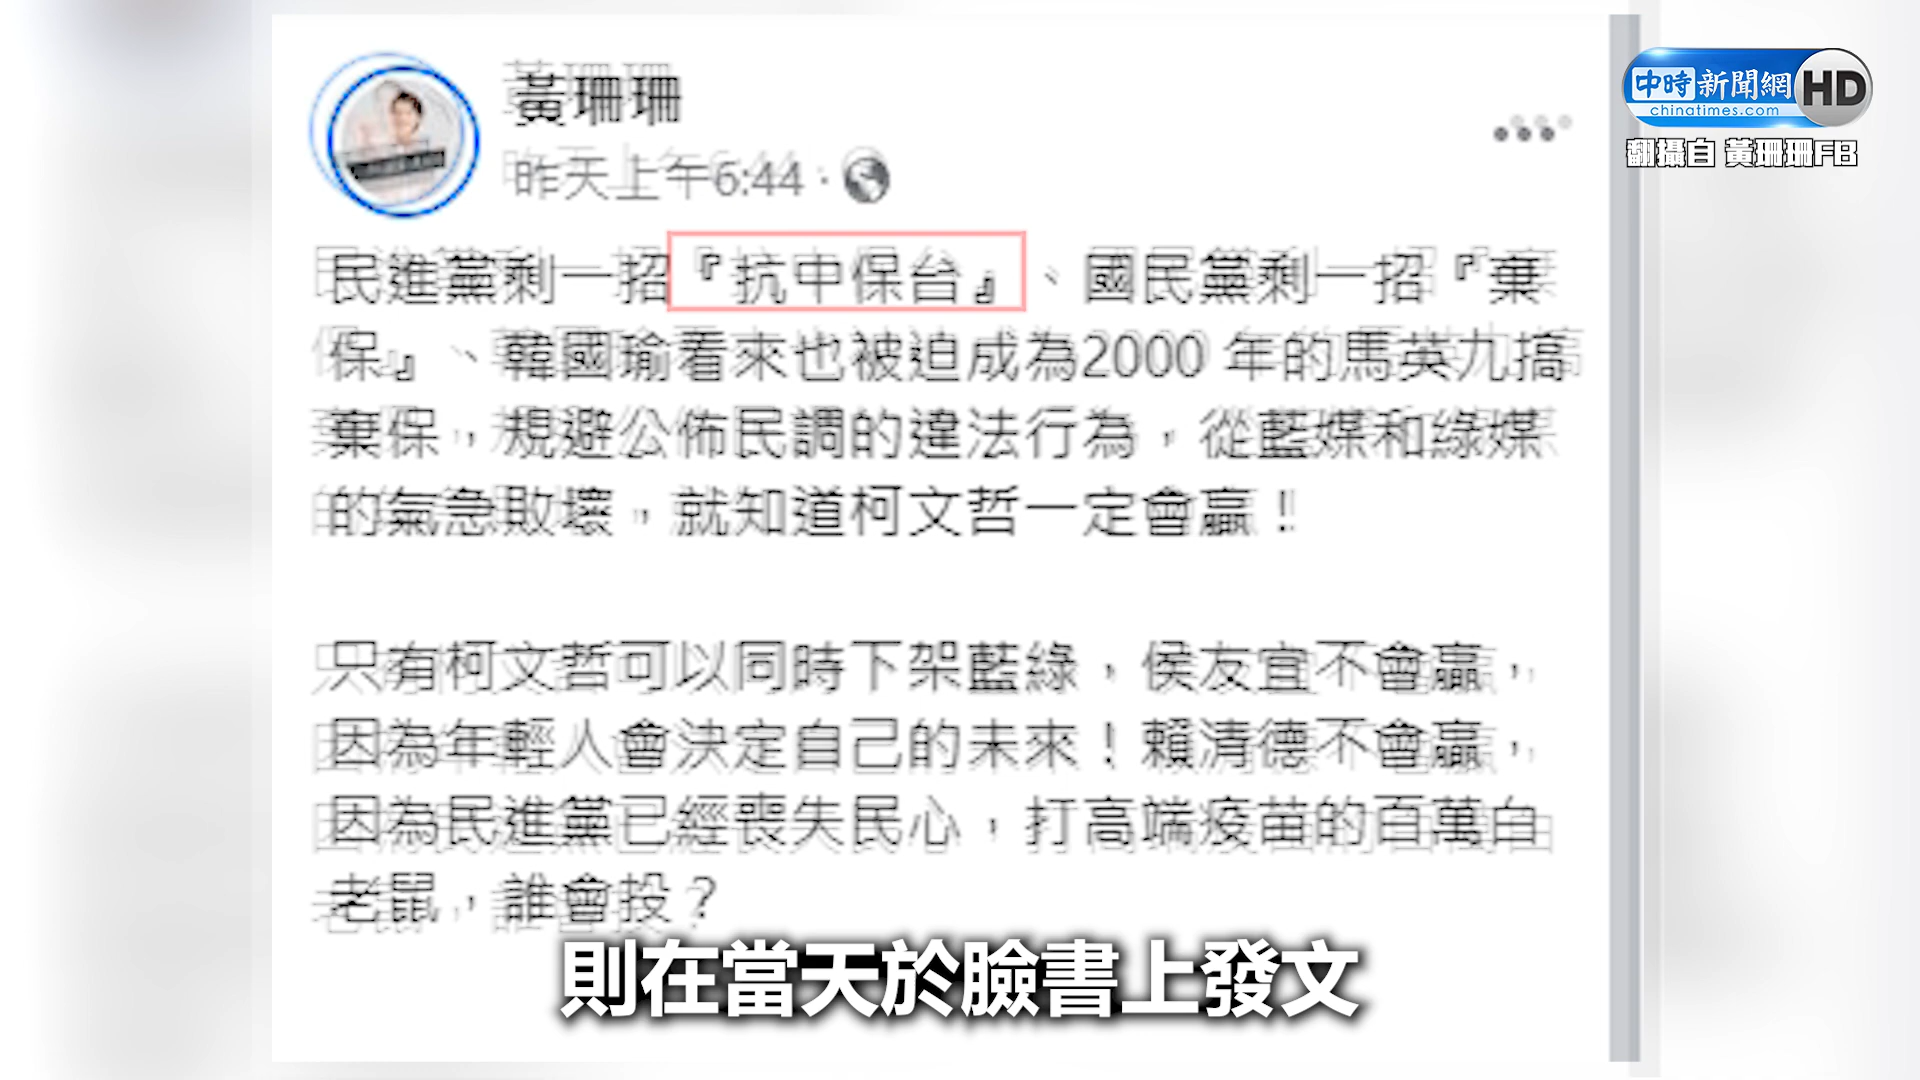 黃珊珊
昨天上午6:44 ·
民進黨剩一招『抗中保台』、國民黨剩一招『棄
保』、韓國瑜看來也被迫成為2000 年的馬英九搞
棄保，規避公佈民調的違法行為，從藍媒和綠媒
的氣急敗壞，就知道柯文哲一定會贏！
只有柯文哲可以同時下架藍綠，侯友宜不會贏，
因為年輕人會決定自己的未來！賴清德不會贏，
因為民進黨已經喪失民心，打高端疫苗的百萬白
老鼠，誰會投？
則在當天於臉書上發文
中時新聞網HD
chinatimes.com
翻攝自 黃珊珊FB